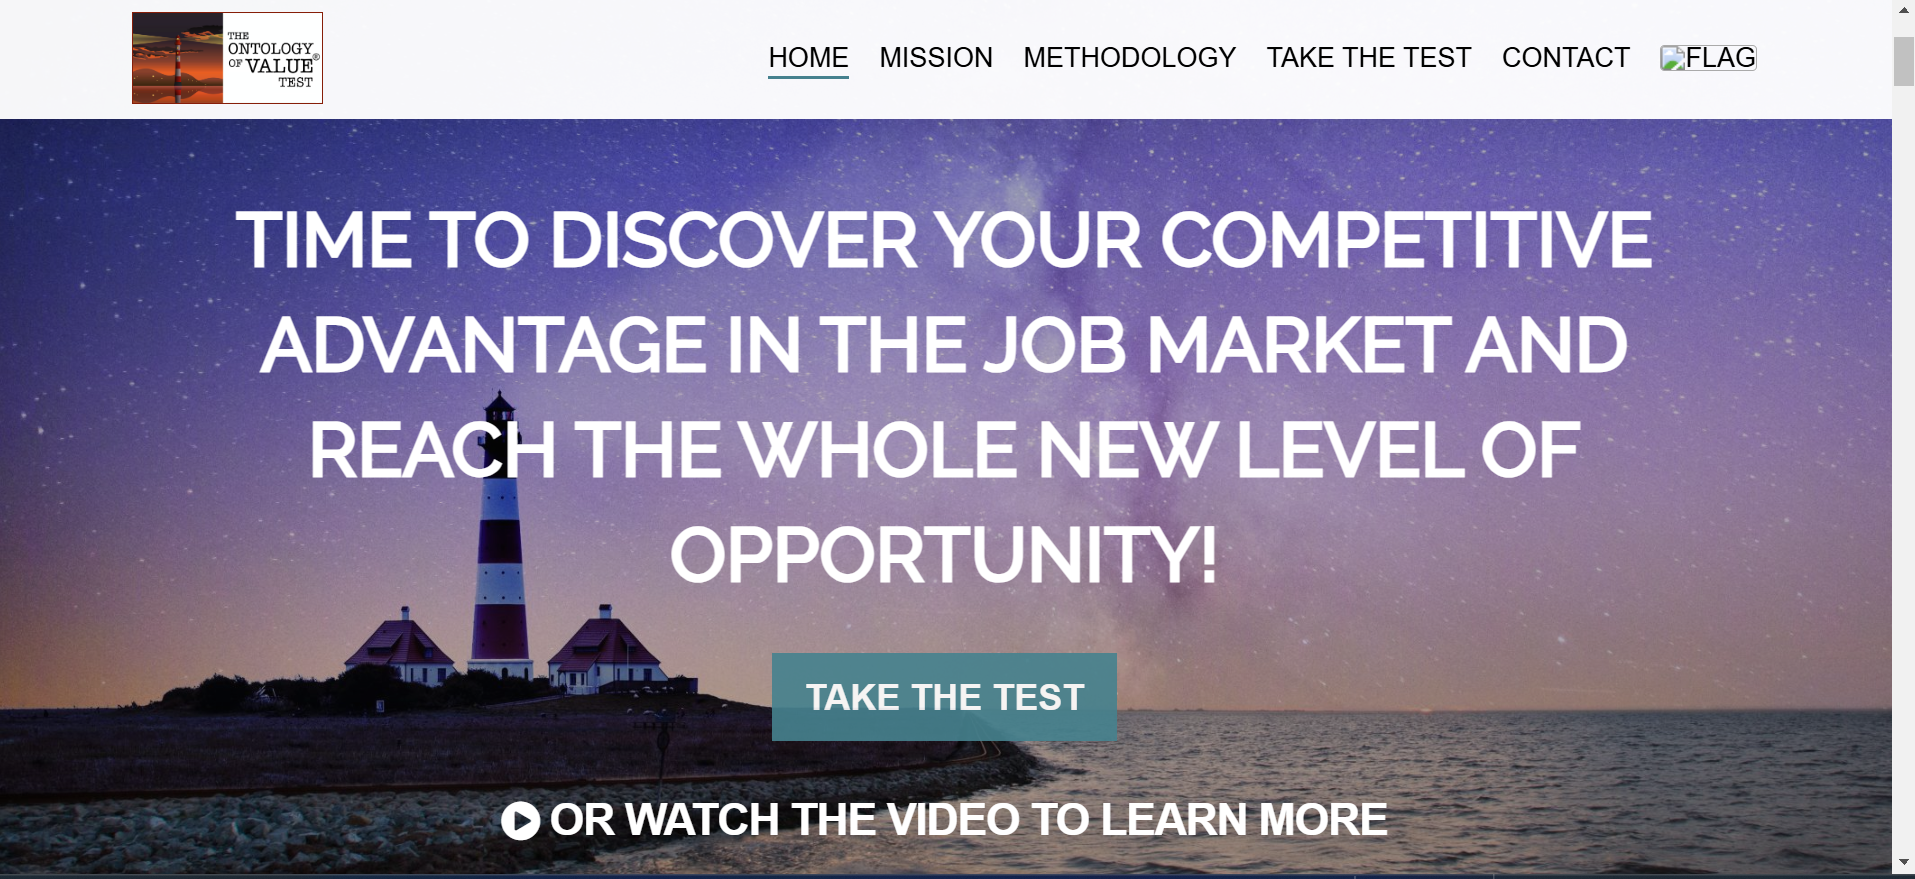 THE
ONTOLOGY
OF VALUE®
TEST
HOME MISSION METHODOLOGY TAKE THE TEST CONTACT FLAG
TIME TO DISCOVER YOUR COMPETITIVE
ADVANTAGE IN THE JOB MARKET AND
REACH THE WHOLE NEW LEVEL OF
OPPORTUNITY!
TAKE THE TEST
OR WATCH THE VIDEO TO LEARN MORE